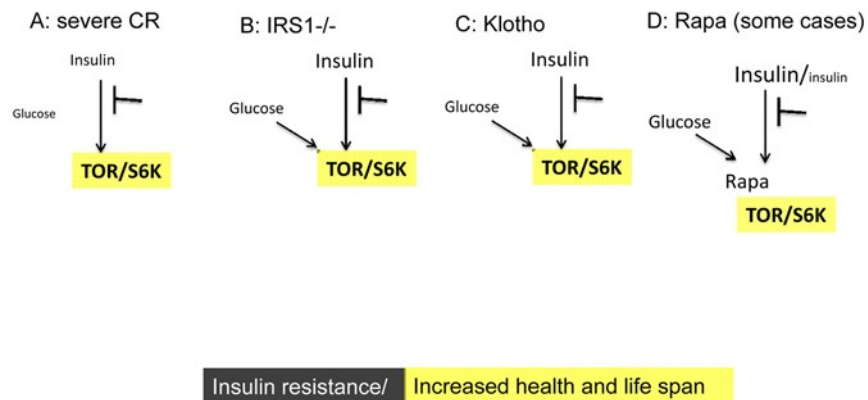 A: severe CR
Insulin
Glucose
TOR/S6K
B: IRS1-/-
Insulin
Glucose
TOR/S6K
C: Klotho
Insulin
Glucose
TOR/S6K
D: Rapa (some cases)
Insulin/insulin
Glucose
Rapa
TOR/S6K
Insulin resistance/ Increased health and life span